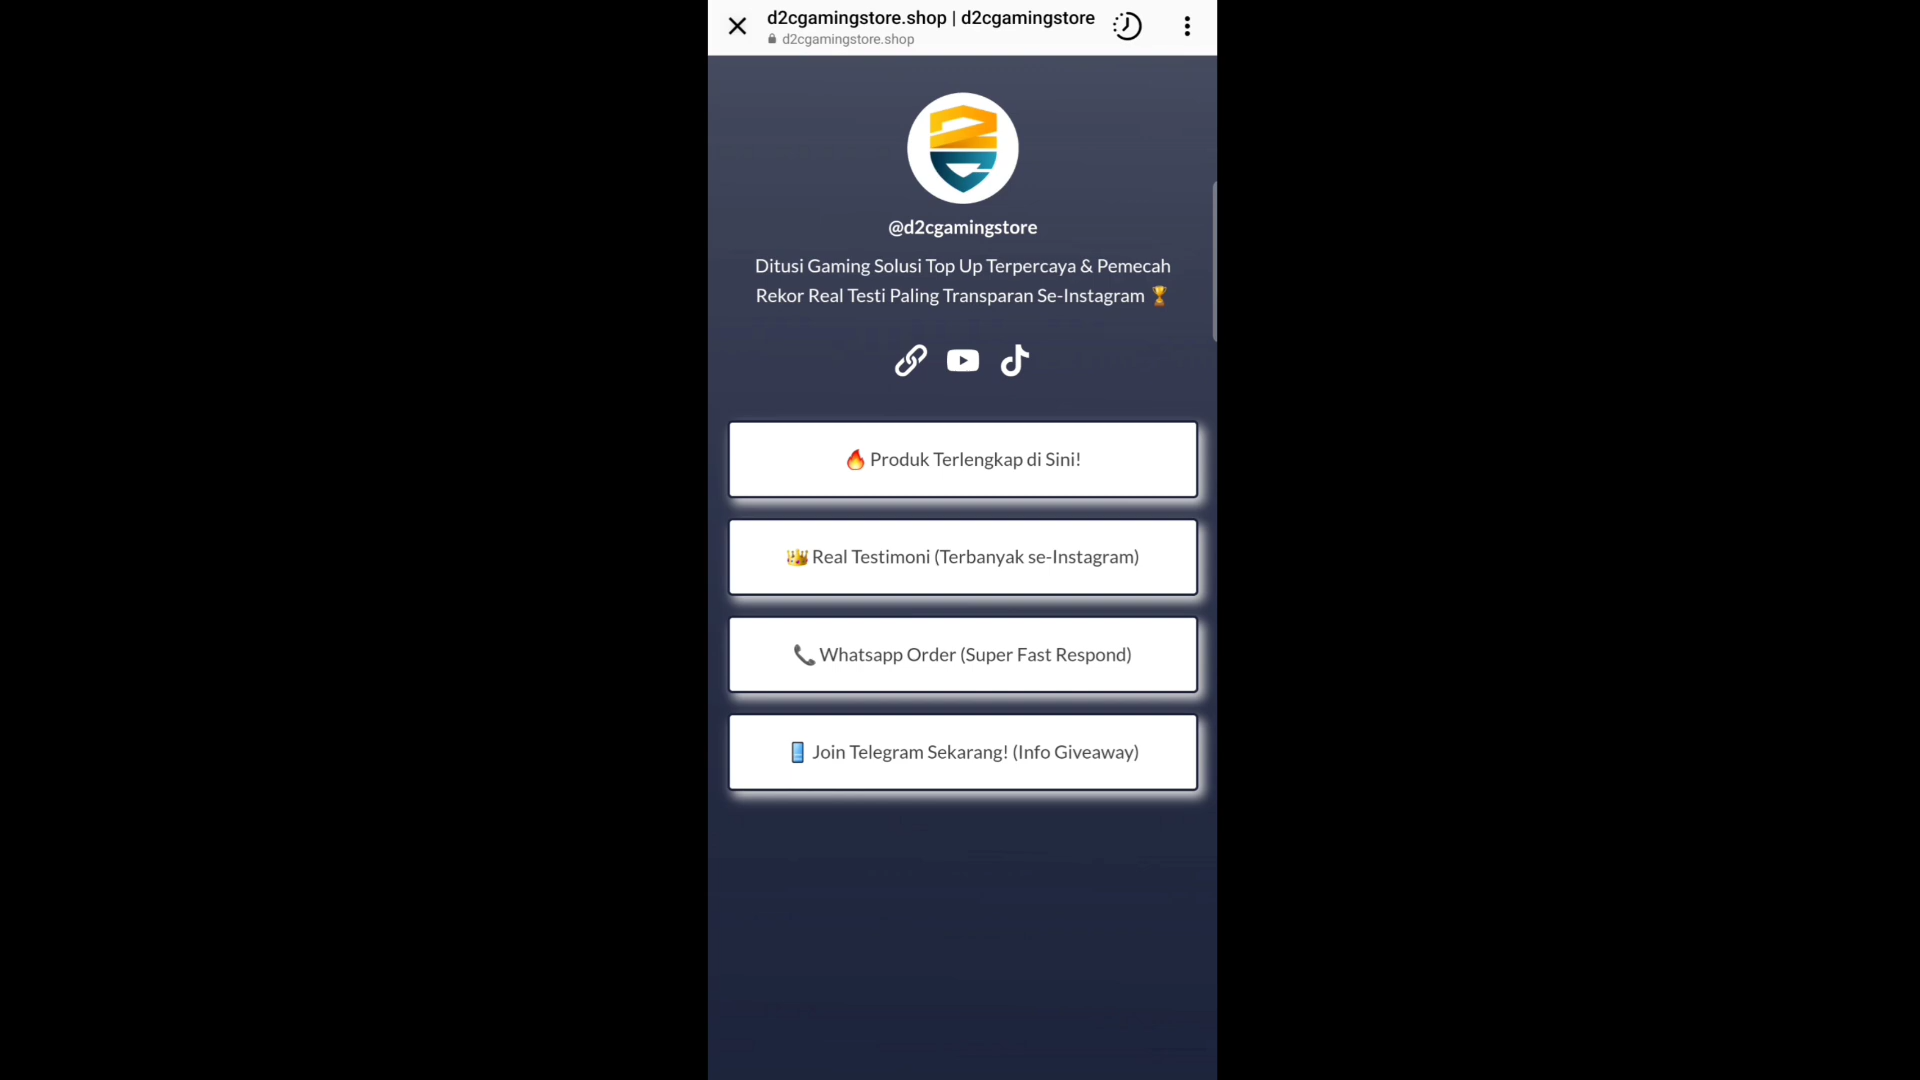 d2cgamingstore.shop | d2cgamingstore
d2cgamingstore.shop
@d2cgamingstore
Ditusi Gaming Solusi Top Up Terpercaya & Pemecah
Rekor Real Testi Paling Transparan Se-Instagram 🏆
🔥 Produk Terlengkap di Sini!
👑 Real Testimoni (Terbanyak se-Instagram)
📞 Whatsapp Order (Super Fast Respond)
📱 Join Telegram Sekarang! (Info Giveaway)